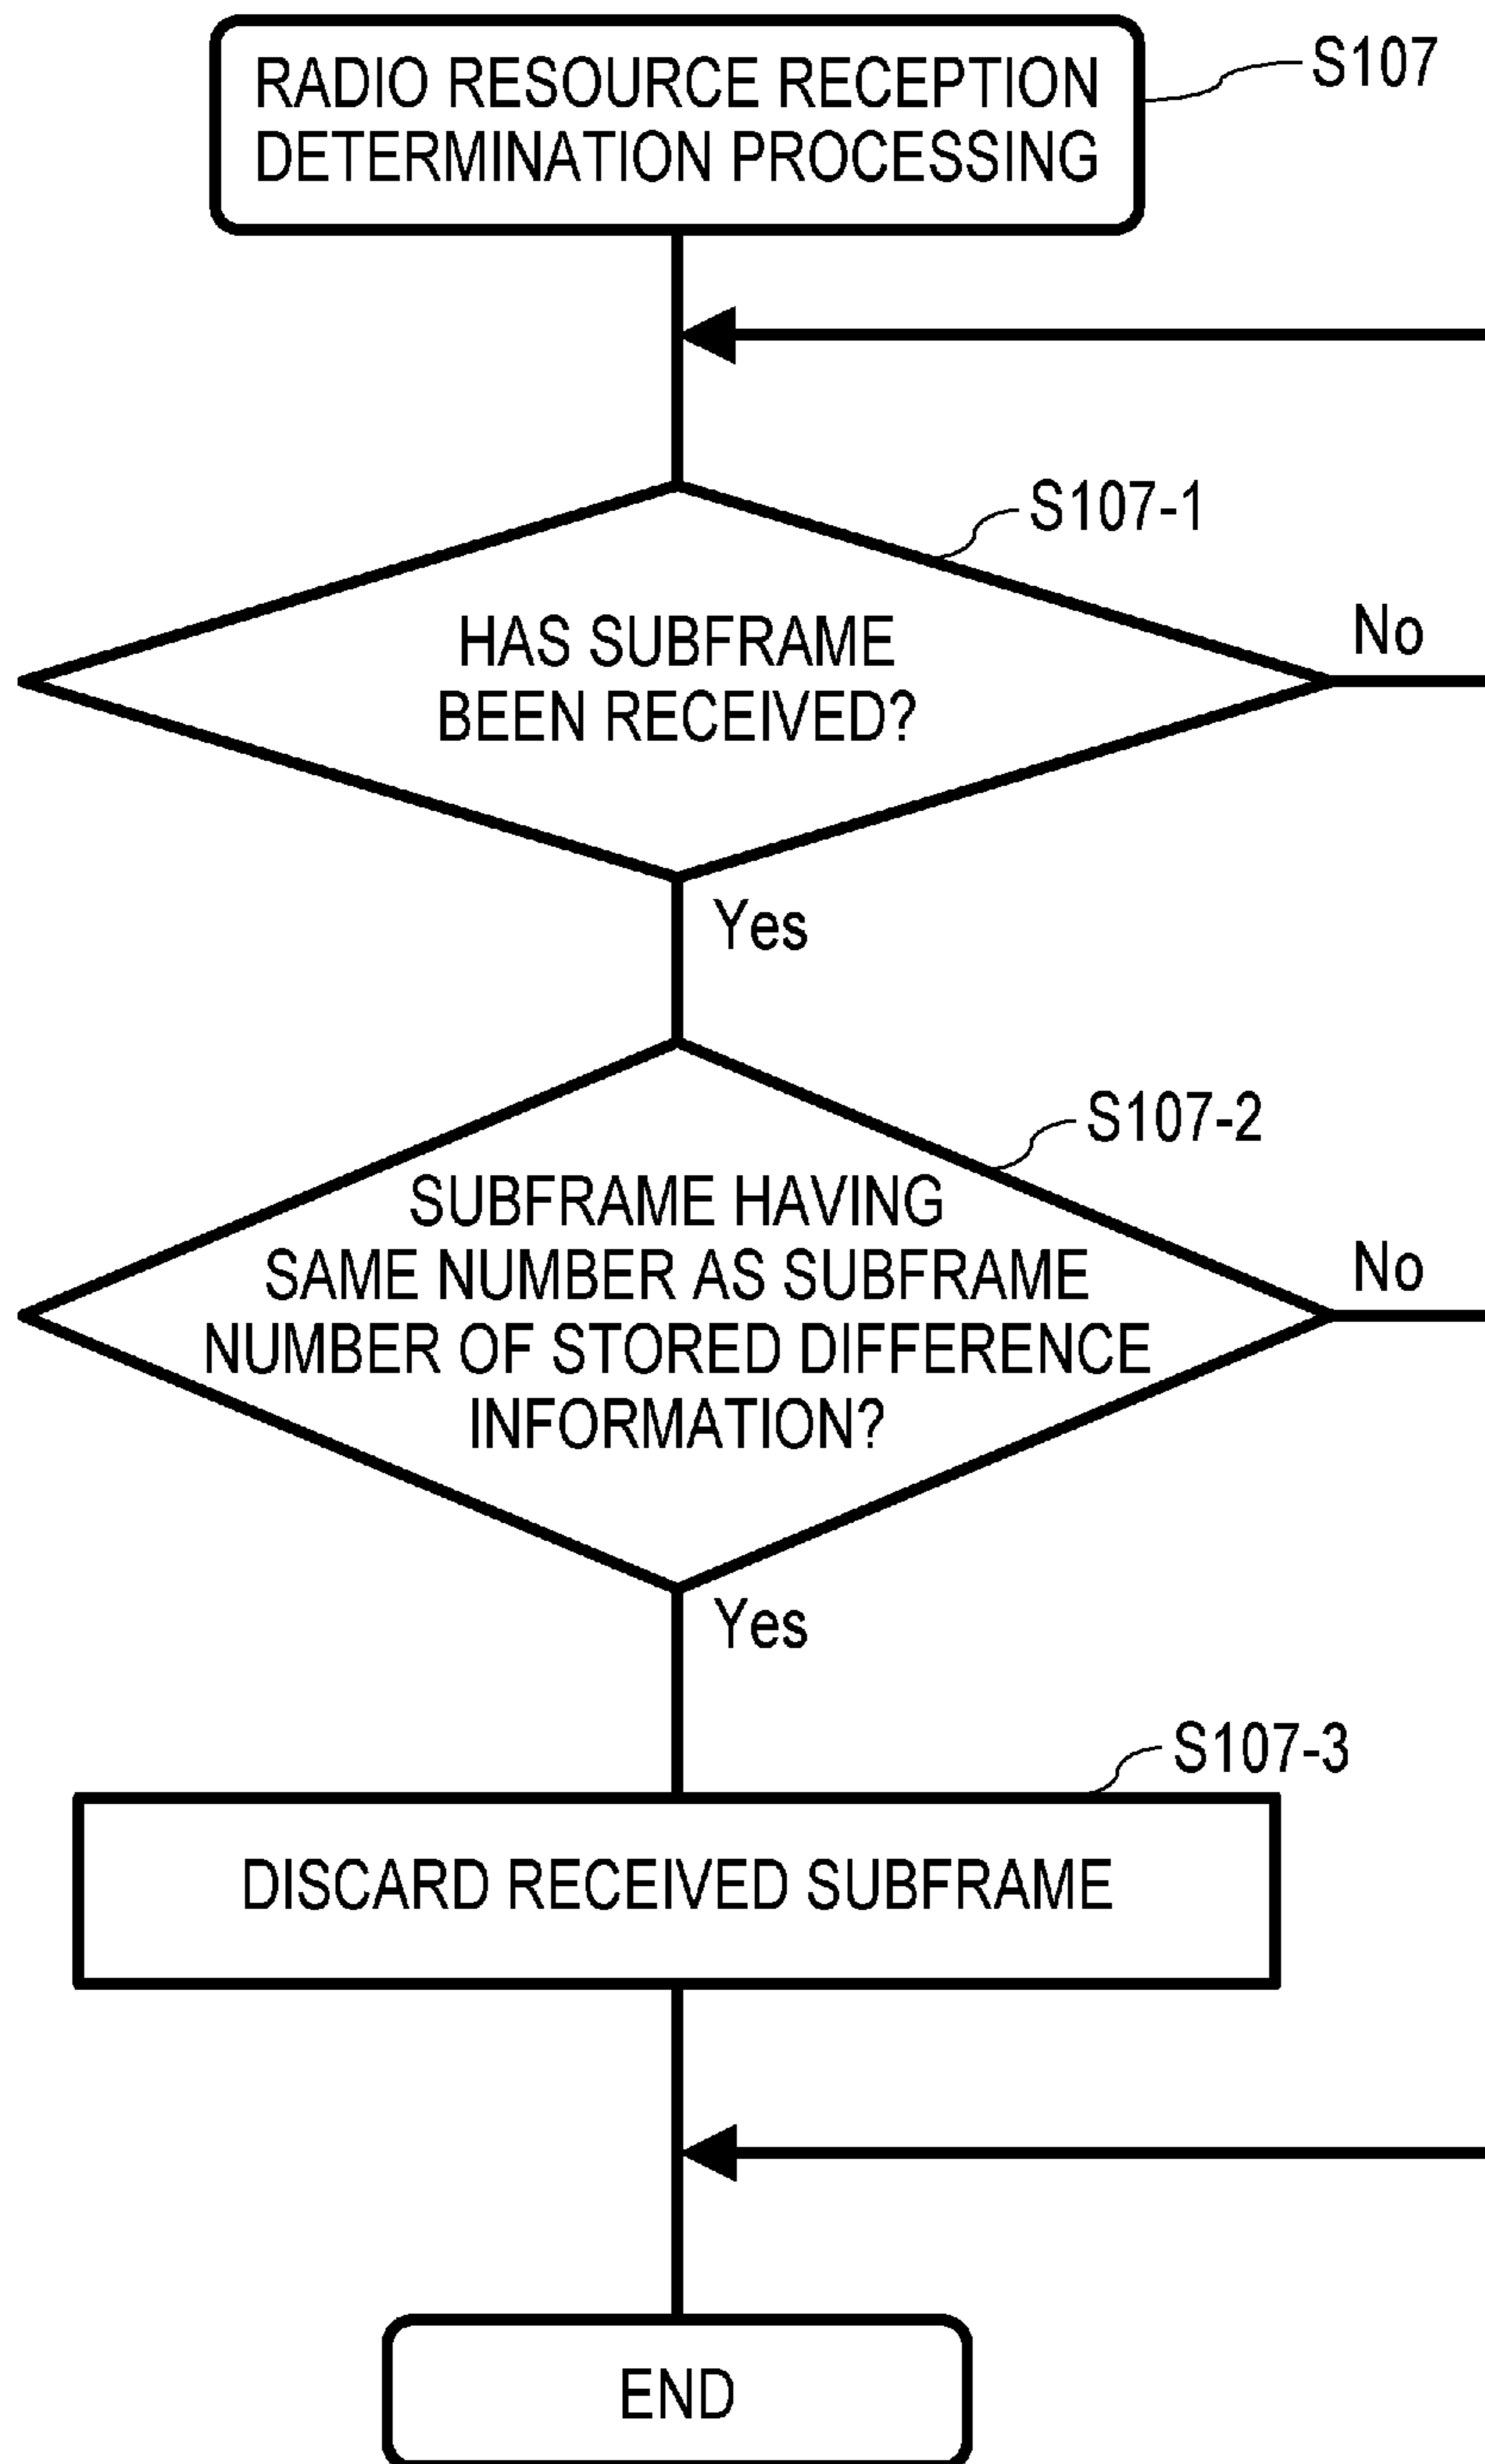 RADIO RESOURCE RECEPTION
DETERMINATION PROCESSING
S107
S107-1
HAS SUBFRAME
BEEN RECEIVED?
No
Yes
S107-2
SUBFRAME HAVING
SAME NUMBER AS SUBFRAME
NUMBER OF STORED DIFFERENCE
INFORMATION?
No
Yes
S107-3
DISCARD RECEIVED SUBFRAME
END